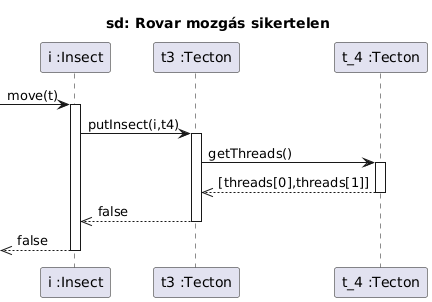 sd: Rovar mozgás sikertelen
i :Insect
t3 :Tecton
t_4 :Tecton
move(t)
putInsect(i,t4)
getThreads()
[threads[0],threads[1]]
false
false
i :Insect
t3 :Tecton
t_4 :Tecton